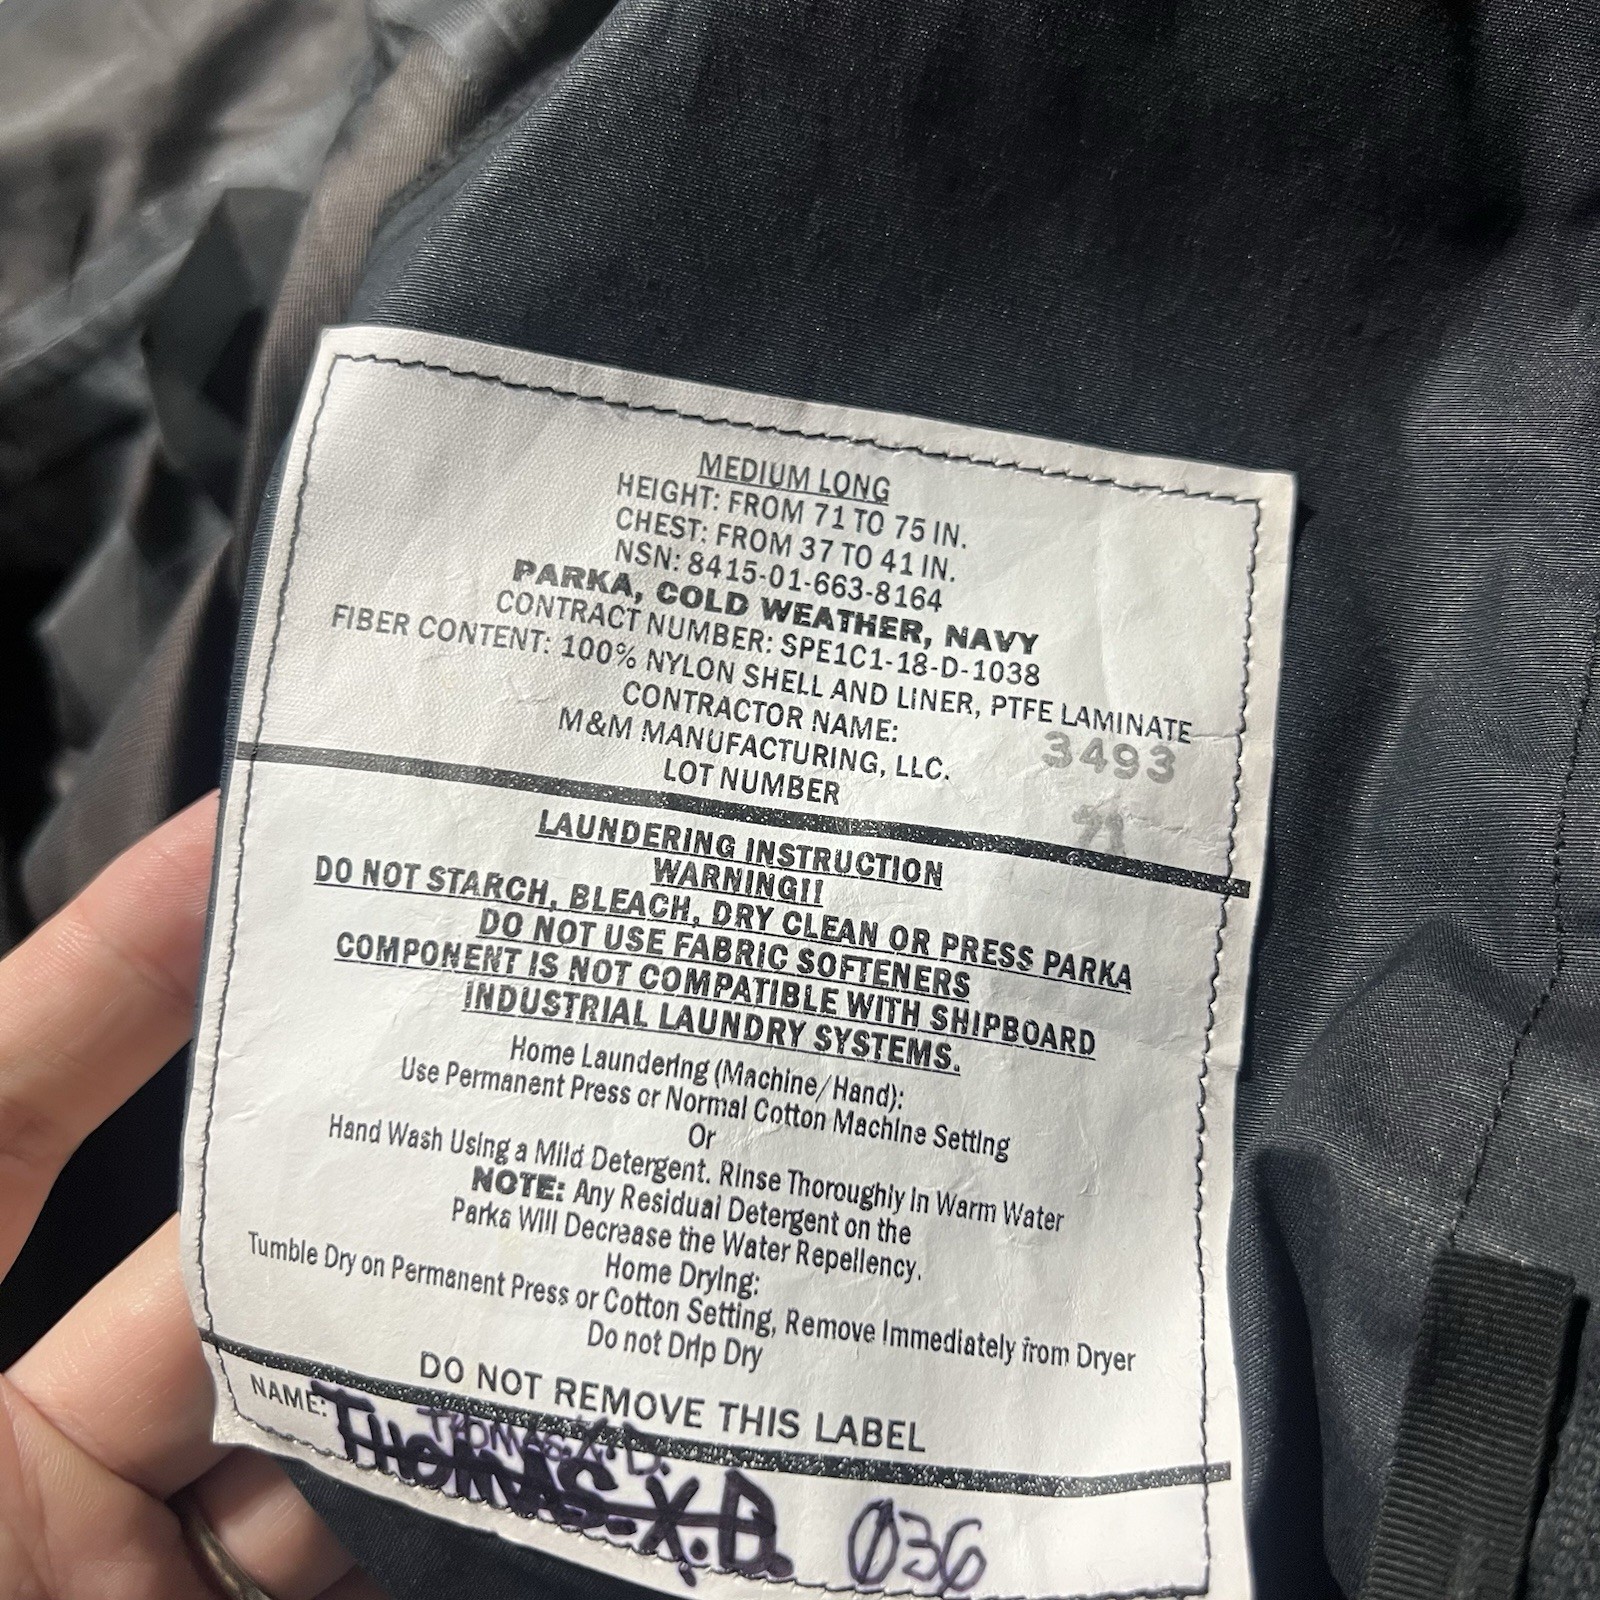 MEDIUM LONG
HEIGHT: FROM 71 TO 75 IN.
CHEST: FROM 37 TO 41 IN.
NSN: 8415-01-663-8164
PARKA, COLD WEATHER, NAVY
CONTRACT NUMBER: SPE1C1-18-D-1038
FIBER CONTENT: 100% NYLON SHELL AND LINER, PTFE LAMINATE
CONTRACTOR NAME:
M&M MANUFACTURING, LLC.
3493
LOT NUMBER
71
LAUNDERING INSTRUCTION
WARNING!!
DO NOT STARCH, BLEACH, DRY CLEAN OR PRESS PARKA
DO NOT USE FABRIC SOFTENERS
COMPONENT IS NOT COMPATIBLE WITH SHIPBOARD
INDUSTRIAL LAUNDRY SYSTEMS.
Home Laundering (Machine/Hand):
Use Permanent Press or Normal Cotton Machine Setting
Or
Hand Wash Using a Mild Detergent. Rinse Thoroughly in Warm Water
NOTE: Any Residual Detergent on the
Parka Will Decrease the Water Repellency.
Home Drying:
Tumble Dry on Permanent Press or Cotton Setting, Remove Immediately from Dryer
Do not Drip Dry
DO NOT REMOVE THIS LABEL
NAME: THOMAS.X.D.
THOMAS.X.D. 036